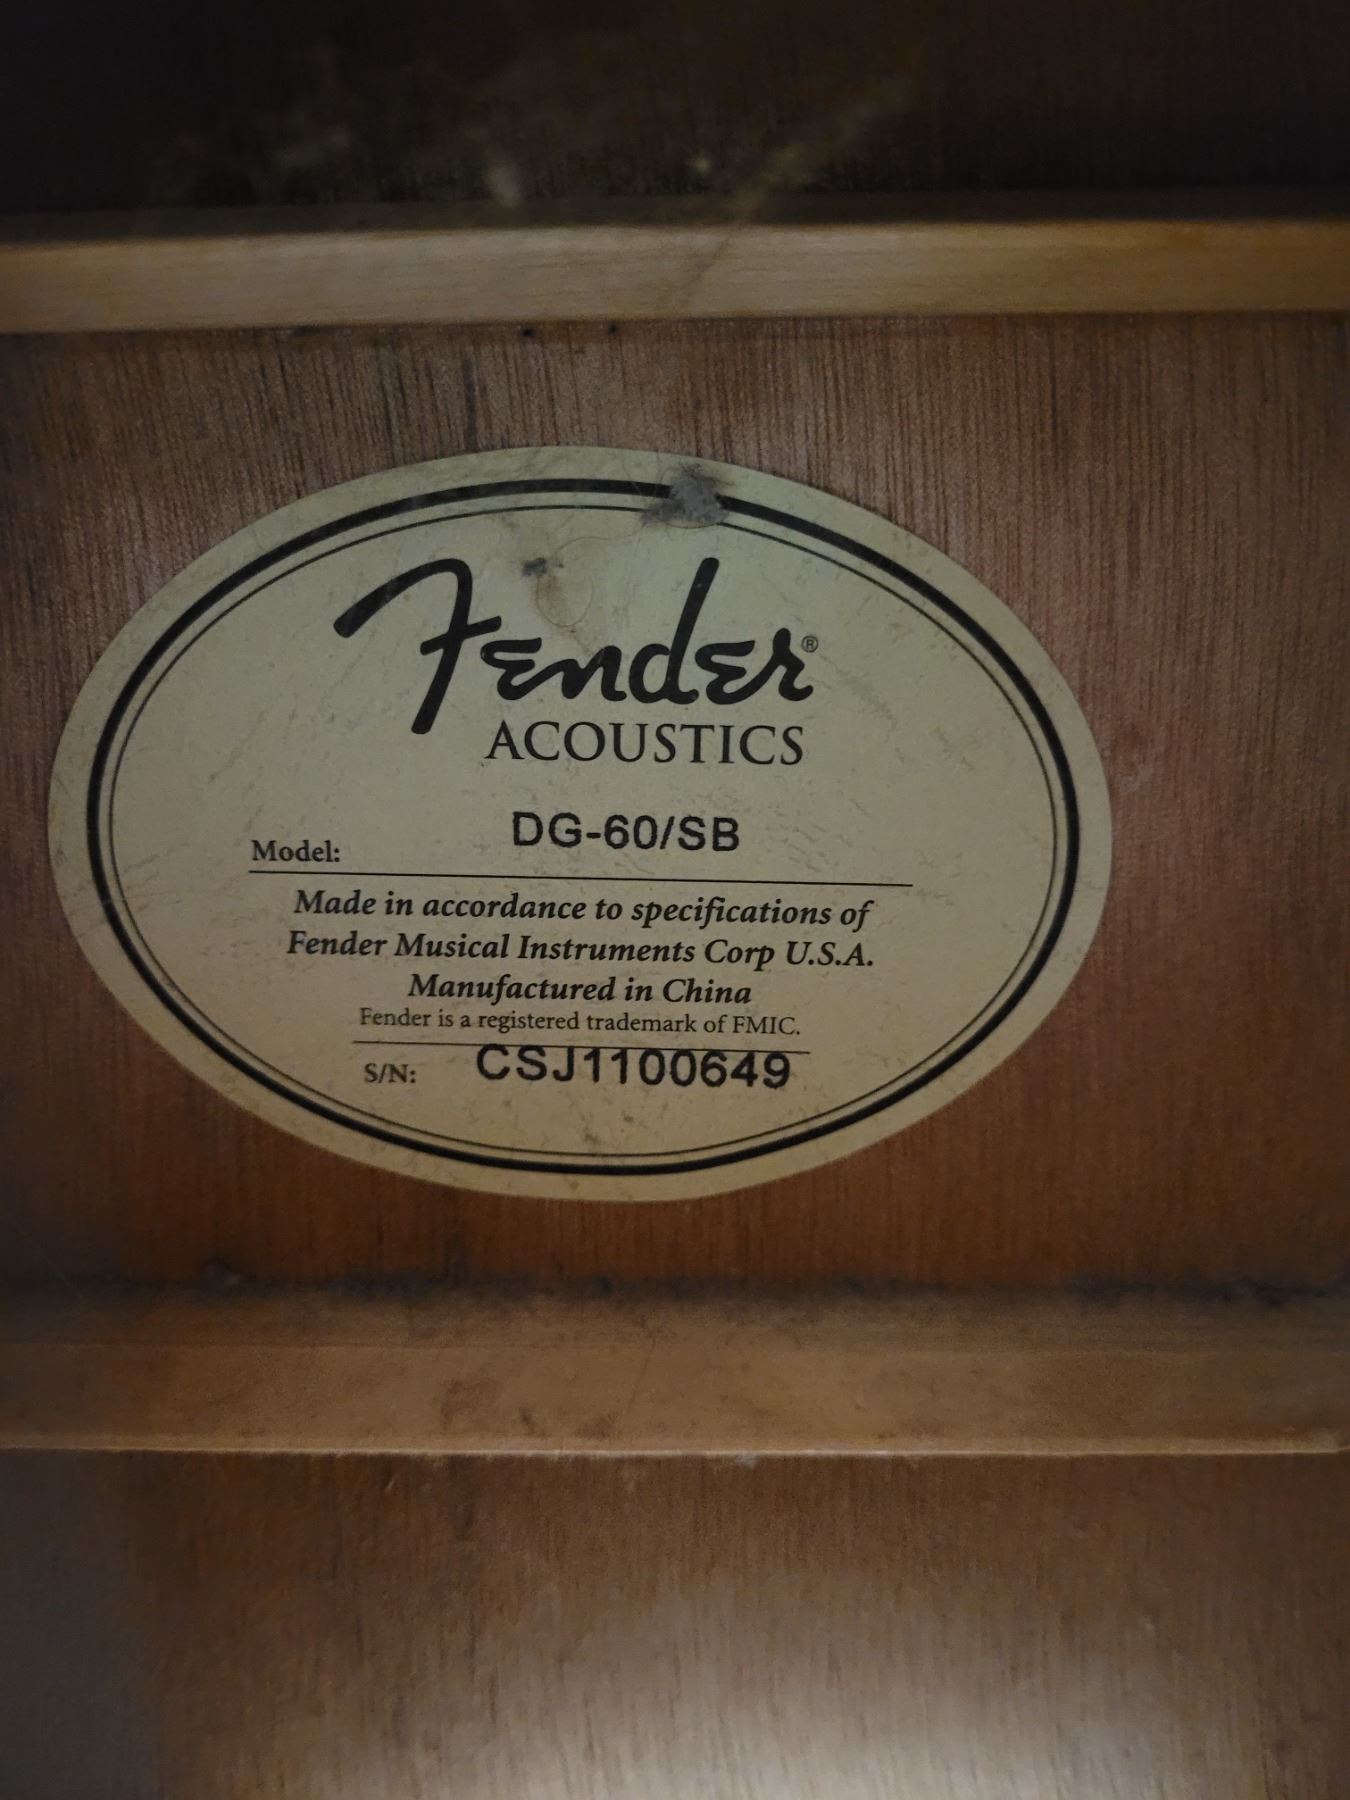 Fender®
ACOUSTICS
Model: DG-60/SB
Made in accordance to specifications of
Fender Musical Instruments Corp U.S.A.
Manufactured in China
Fender is a registered trademark of FMIC.
S/N: CSJ1100649